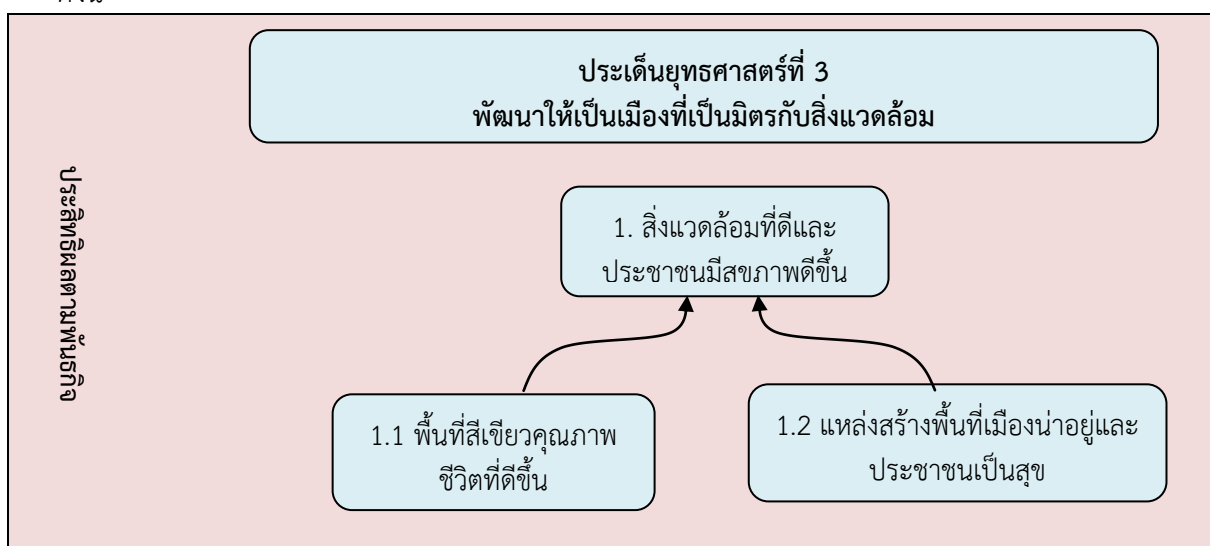 ประเด็นยุทธศาสตร์ที่ 3
พัฒนาให้เป็นเมืองที่เป็นมิตรกับสิ่งแวดล้อม
ประสิทธิผลตามพันธกิจ
1. สิ่งแวดล้อมที่ดีและ
ประชาชนมีสขภาพดีขึ้น
1.1 พื้นที่สีเขียวคุณภาพ
ชีวิตที่ดีขึ้น
1.2 แหล่งสร้างพื้นที่เมืองน่าอยู่และ
ประชาชนเป็นสุข